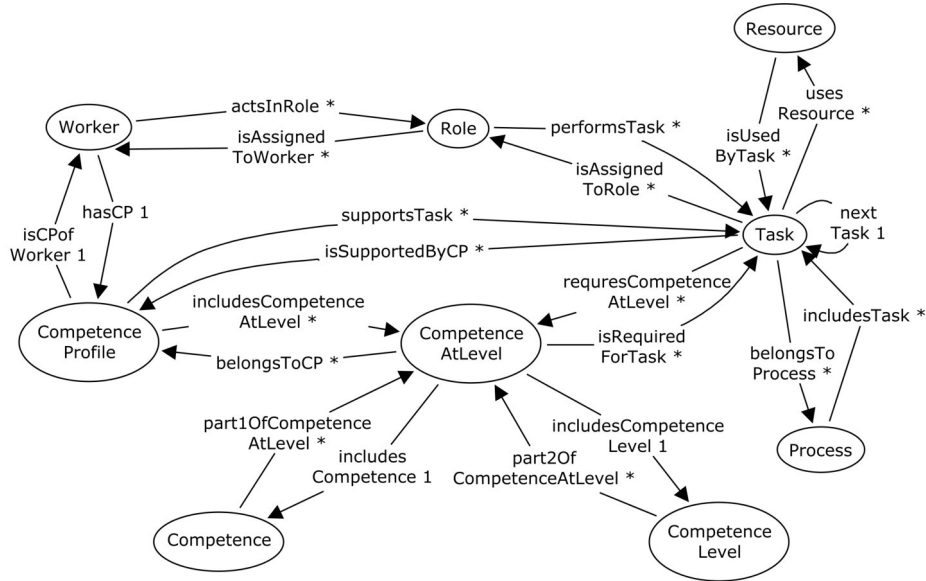 Resource
actsInRole *
uses
Resource *
Worker
Role
performsTask *
isAssigned
ToWorker *
isUsed
ByTask *
isAssigned
ToRole *
hasCP 1
supportsTask *
next
Task 1
isCPof
Worker 1
Task
isSupportedByCP *
requresCompetence
AtLevel *
includesCompetence
AtLevel *
includesTask *
Competence
Profile
Competence
AtLevel
isRequired
ForTask *
belongsToCP *
belongsTo
Process *
part1OfCompetence
AtLevel *
includesCompetence
Level 1
Process
includes
Competence 1
part2Of
CompetenceAtLevel *
Competence
Competence
Level